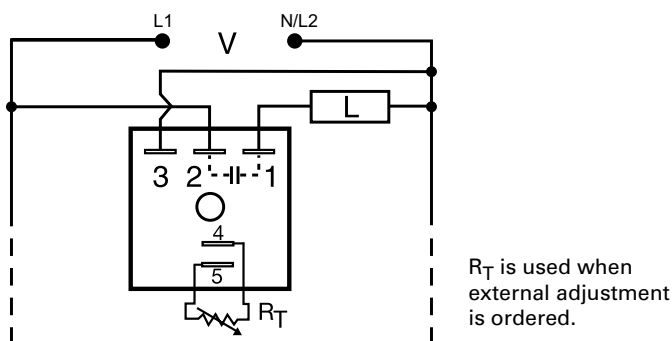 L1 V N/L2
L
3 2 1
4
5
RT
RT is used when
external adjustment
is ordered.